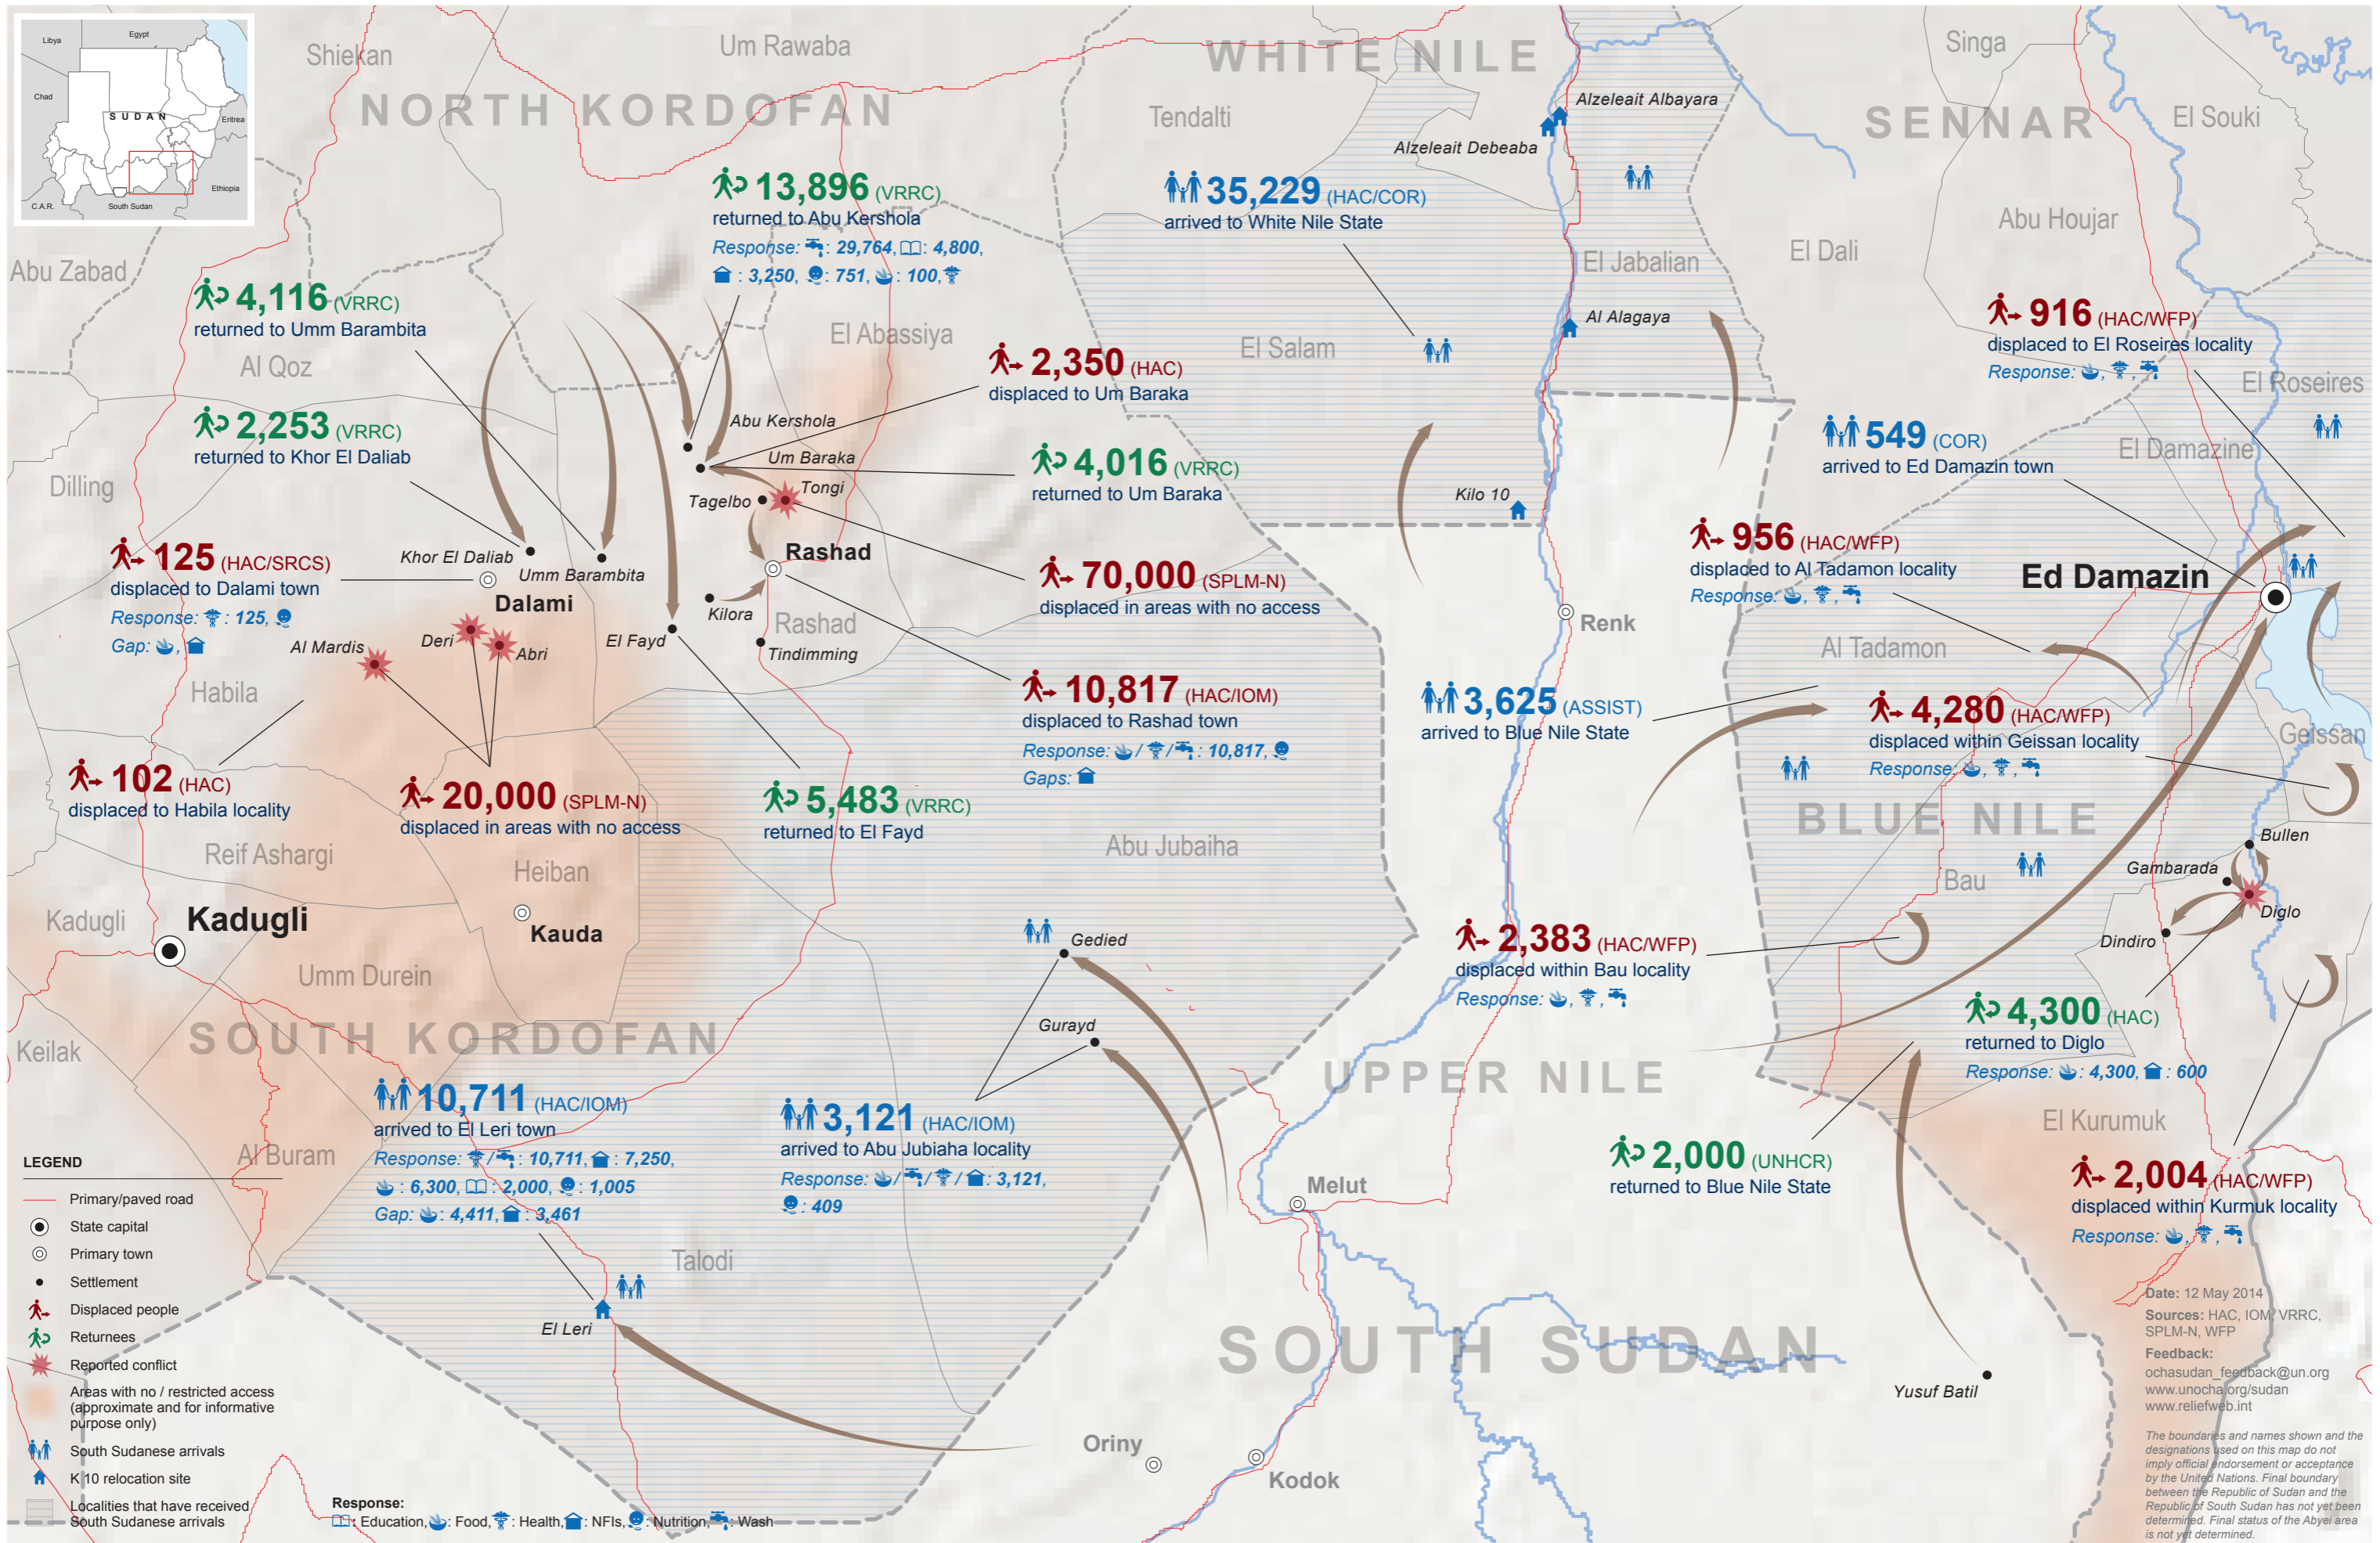 Libya
Egypt
Chad
SUDAN
Eritrea
Ethiopia
C.A.R.
South Sudan
Shiekan
Um Rawaba
NORTH KORDOFAN
WHITE NILE
Tendalti
Singa
SENNAR
El Souki
Alzeleait Albayara
Alzeleait Debeaba
Abu Zabad
13,896 (VRRC)
returned to Abu Kershola
Response: : 29,764, : 4,800,
: 3,250, : 751, : 100
35,229 (HAC/COR)
arrived to White Nile State
El Jabalian
El Dali
Abu Houjar
4,116 (VRRC)
returned to Umm Barambita
Al Qoz
El Abassiya
El Salam
Al Alagaya
916 (HAC/WFP)
displaced to El Roseires locality
Response: , ,
El Roseires
2,350 (HAC)
displaced to Um Baraka
2,253 (VRRC)
returned to Khor El Daliab
Abu Kershola
Um Baraka
Tongi
Tagelbo
4,016 (VRRC)
returned to Um Baraka
549 (COR)
arrived to Ed Damazin town
El Damazine
Dilling
Kilo 10
125 (HAC/SRCS)
displaced to Dalami town
Response: : 125,
Gap: ,
Khor El Daliab
Umm Barambita
Dalami
Rashad
70,000 (SPLM-N)
displaced in areas with no access
956 (HAC/WFP)
displaced to Al Tadamon locality
Response: , ,
Ed Damazin
Kilora
Rashad
Tindimming
El Fayd
Deri
Abri
Al Mardis
Habila
Renk
Al Tadamon
10,817 (HAC/IOM)
displaced to Rashad town
Response: / / : 10,817,
Gaps:
3,625 (ASSIST)
arrived to Blue Nile State
4,280 (HAC/WFP)
displaced within Geissan locality
Response: , ,
Geissan
102 (HAC)
displaced to Habila locality
20,000 (SPLM-N)
displaced in areas with no access
5,483 (VRRC)
returned to El Fayd
Reif Ashargi
Heiban
Abu Jubaiha
BLUE NILE
Bau
Bullen
Gambarada
Diglo
Dindiro
Kadugli
Kadugli
Kauda
Umm Durein
Gedied
Gurayd
2,383 (HAC/WFP)
displaced within Bau locality
Response: , ,
4,300 (HAC)
returned to Diglo
Response: : 4,300, : 600
SOUTH KORDOFAN
Keilak
UPPER NILE
El Kurumuk
10,711 (HAC/IOM)
arrived to El Leri town
Response: / : 10,711, : 7,250,
: 6,300, : 2,000, : 1,005
Gap: : 4,411, : 3,461
3,121 (HAC/IOM)
arrived to Abu Jubiaha locality
Response: / / / : 3,121,
: 409
2,000 (UNHCR)
returned to Blue Nile State
2,004 (HAC/WFP)
displaced within Kurmuk locality
Response: , ,
Al Buram
Melut
Talodi
El Leri
SOUTH SUDAN
Yusuf Batil
Oriny
Kodok
LEGEND
Primary/paved road
State capital
Primary town
Settlement
Displaced people
Returnees
Reported conflict
Areas with no / restricted access
(approximate and for informative
purpose only)
South Sudanese arrivals
K 10 relocation site
Localities that have received
South Sudanese arrivals
Response:
: Education, : Food, : Health, : NFIs, : Nutrition, : Wash
Date: 12 May 2014
Sources: HAC, IOM, VRRC,
SPLM-N, WFP
Feedback:
ochasudan_feedback@un.org
www.unocha.org/sudan
www.reliefweb.int
The boundaries and names shown and the
designations used on this map do not
imply official endorsement or acceptance
by the United Nations. Final boundary
between the Republic of Sudan and the
Republic of South Sudan has not yet been
determined. Final status of the Abyei area
is not yet determined.